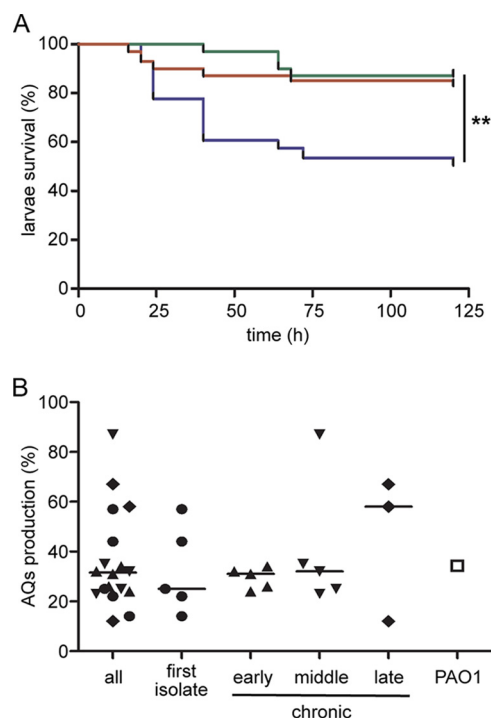 A
100
80
60
40
20
0
larvae survival (%)
**
0 25 50 75 100 125
time (h)
B
100
80
60
40
20
0
AQs production (%)
all first isolate early middle late PAO1
chronic